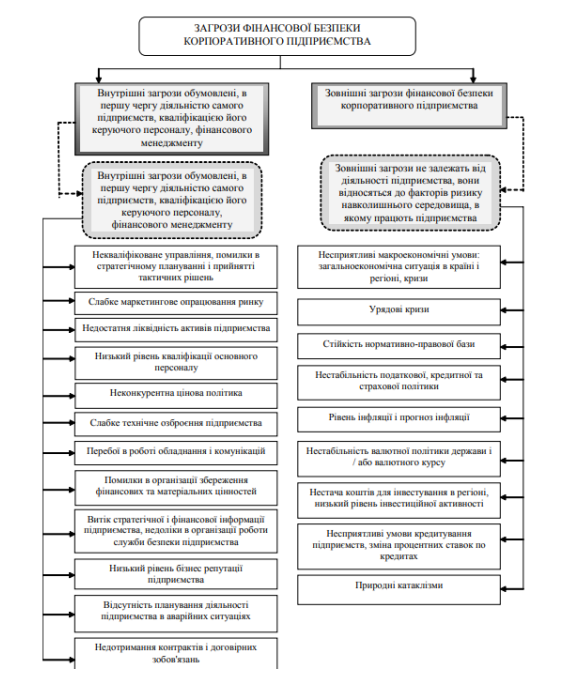 ЗАГРОЗИ ФІНАНСОВОЇ БЕЗПЕКИ
КОРПОРАТИВНОГО ПІДПРИЄМСТВА
Внутрішні загрози обумовлені, в
першу чергу діяльністю самого
підприємств, кваліфікацією його
керуючого персоналу, фінансового
менеджменту
Зовнішні загрози фінансової безпеки
корпоративного підприємства
Внутрішні загрози обумовлені, в
першу чергу діяльністю самого
підприємств, кваліфікацією його
керуючого персоналу,
фінансового менеджменту
Зовнішні загрози не залежать від
діяльності підприємства, вони
відносяться до факторів ризику
навколишнього середовища, в
якому працють підприємства
Некваліфіковане управління, помилки в
стратегічному плануванні і прийнятті
тактичних рішень
Слабке маркетингове опрацювання ринку
Недостатня ліквідність активів підприємства
Низький рівень кваліфікації основного
персоналу
Неконкурентна цінова політика
Слабке технічне озброєння підприємства
Перебої в роботі обладнання і комунікацій
Помилки в організації збереження
фінансових та матеріальних цінностей
Витік стратегічної і фінансової інформації
підприємства, недоліки в організації роботи
служби безпеки підприємства
Низький рівень бізнес репутації
підприємства
Відсутність планування діяльності
підприємства в аварійних ситуаціях
Недотримання контрактів і договірних
зобов'язань
Несприятливі макроекономічні умови:
загальноекономічна ситуація в країні і
регіоні, кризи
Урядові кризи
Стійкість нормативно-правової бази
Нестабільність податкової, кредитної та
страхової політики
Рівень інфляції і прогноз інфляції
Нестабільність валютної політики держави і
/ або валютного курсу
Нестача коштів для інвестування в регіоні,
низький рівень інвестиційної активності
Несприятливі умови кредитування
підприємств, зміна процентних ставок по
кредитах
Природні катаклізми